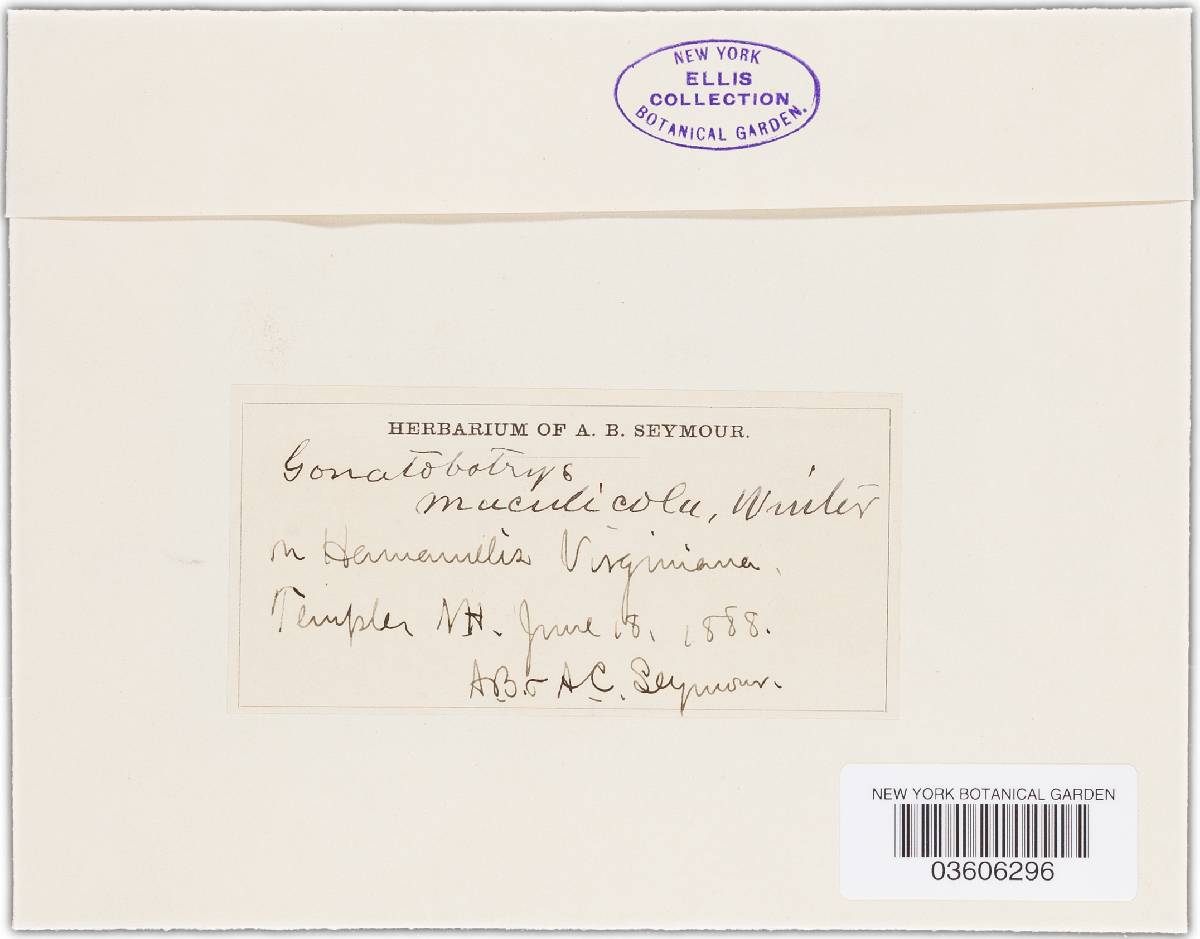 NEW YORK
ELLIS
COLLECTION
BOTANICAL GARDEN.
HERBARIUM OF A. B. SEYMOUR.
Gonatobotrys
maculicola, Winter
on Hamamelis Virginiana.
Temple, NH. June 18, 1888.
A.B. & A.C. Seymour.
NEW YORK BOTANICAL GARDEN
03606296